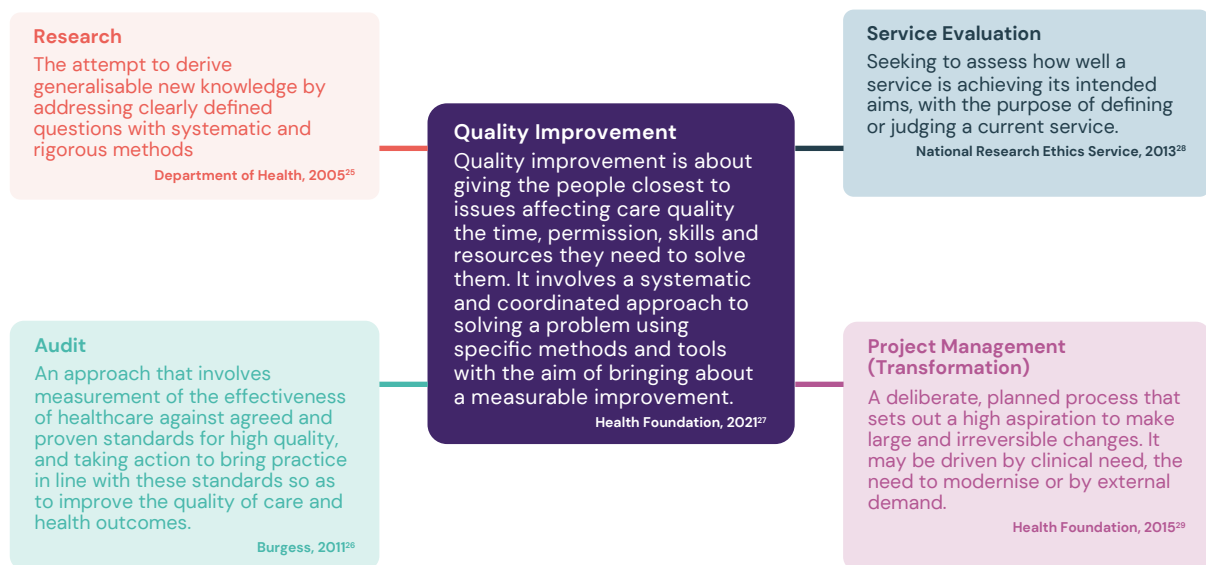 Research
The attempt to derive
generalisable new knowledge by
addressing clearly defined
questions with systematic and
rigorous methods
Department of Health, 2005²⁵
Audit
An approach that involves
measurement of the effectiveness
of healthcare against agreed and
proven standards for high quality,
and taking action to bring practice
in line with these standards so as
to improve the quality of care and
health outcomes.
Burgess, 2011²⁶
Quality Improvement
Quality improvement is about
giving the people closest to
issues affecting care quality
the time, permission, skills and
resources they need to solve
them. It involves a systematic
and coordinated approach to
solving a problem using
specific methods and tools
with the aim of bringing about
a measurable improvement.
Health Foundation, 2021²⁷
Service Evaluation
Seeking to assess how well a
service is achieving its intended
aims, with the purpose of defining
or judging a current service.
National Research Ethics Service, 2013²⁸
Project Management
(Transformation)
A deliberate, planned process that
sets out a high aspiration to make
large and irreversible changes. It
may be driven by clinical need, the
need to modernise or by external
demand.
Health Foundation, 2015²⁹